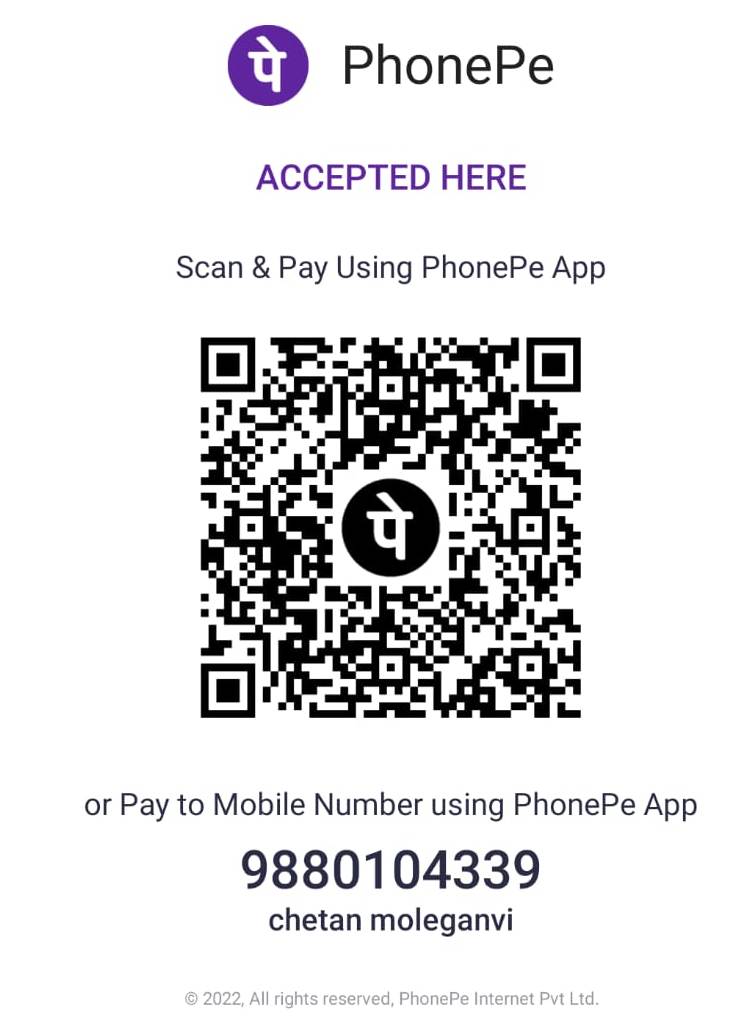 पे PhonePe
ACCEPTED HERE
Scan & Pay Using PhonePe App
पे
or Pay to Mobile Number using PhonePe App
9880104339
chetan moleganvi
© 2022, All rights reserved, PhonePe Internet Pvt Ltd.